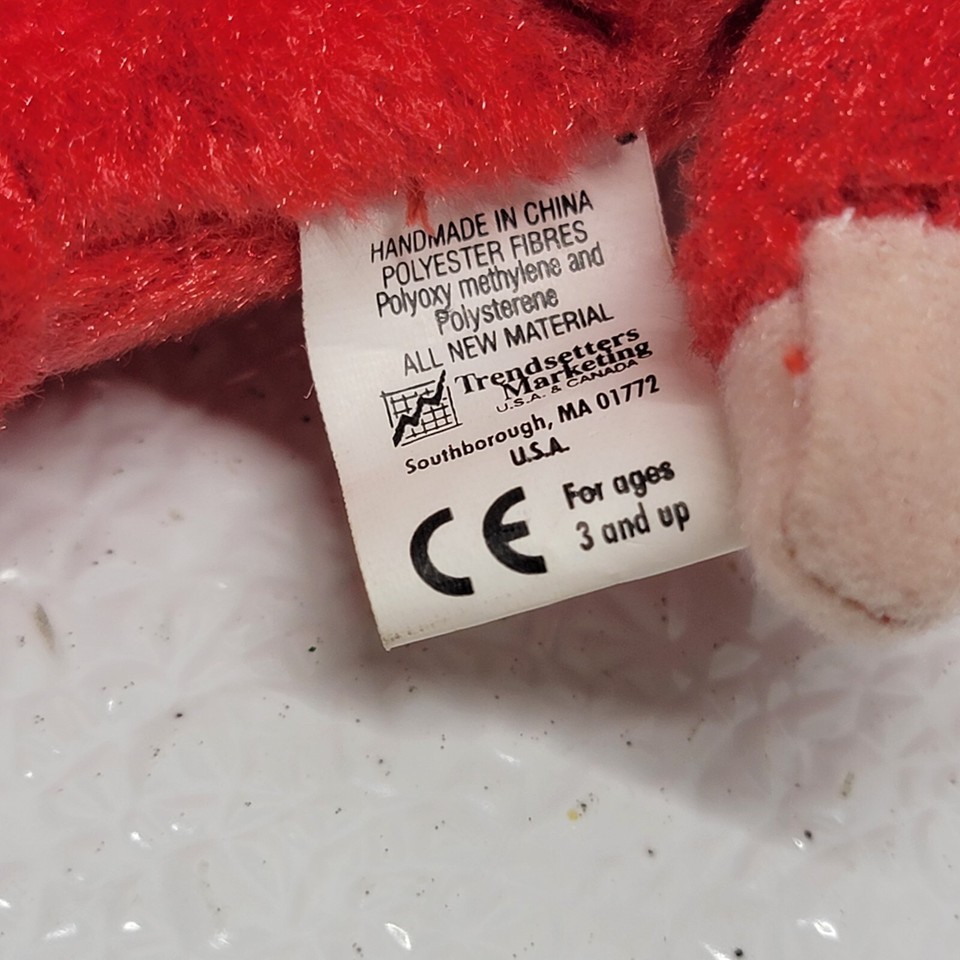 HANDMADE IN CHINA
POLYESTER FIBRES
Polyoxy methylene and
Polysterene
ALL NEW MATERIAL
Trendsetters
Marketing
U.S.A. & CANADA
Southborough, MA 01772
U.S.A.
CE
For ages
3 and up